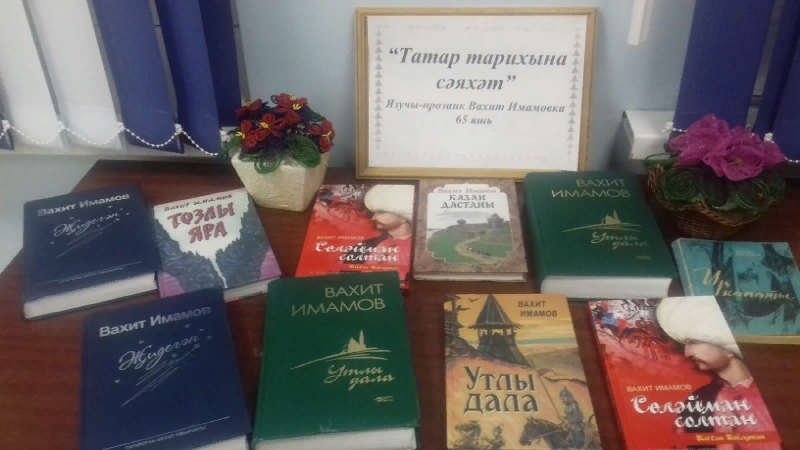 “Татар тарихына
сәяхәт”
Язучы-прозаик Вахит Имамовка
65 яшь
Вахит Имамов
Җидегән
ВАХИТ ИМАМОВ
ТОЗЛЫ
ЯРА
ВАХИТ ИМАМОВ
Сөләйман
солтан
Вахит Имамов
КАЗАН
ДАСТАНЫ
ВАХИТ
ИМАМОВ
Утлы
дала
Ир
канаты
Вахит Имамов
Җидегән
ВАХИТ
ИМАМОВ
Утлы
дала
ВАХИТ
ИМАМОВ
УТЛЫ
ДАЛА
ВАХИТ ИМАМОВ
Сөләйман
солтан